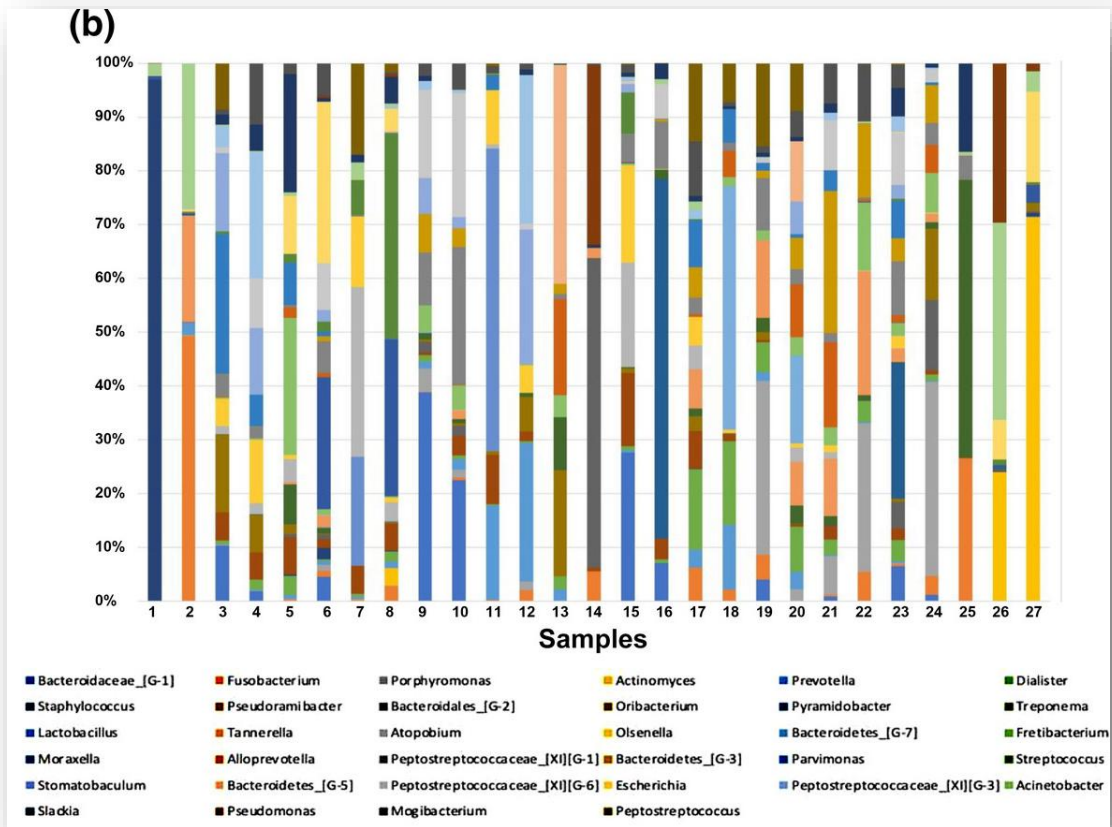 (b)
100%
90%
80%
70%
60%
50%
40%
30%
20%
10%
0%
1 2 3 4 5 6 7 8 9 10 11 12 13 14 15 16 17 18 19 20 21 22 23 24 25 26 27
Samples
Bacteroidaceae_[G-1] Fusobacterium Porphyromonas Actinomyces Prevotella Dialister
Staphylococcus Pseudoramibacter Bacteroidales_[G-2] Oribacterium Pyramidobacter Treponema
Lactobacillus Tannerella Atopobium Olsenella Bacteroidetes_[G-7] Fretibacterium
Moraxella Alloprevotella Peptostreptococcaceae_[XI][G-1] Bacteroidetes_[G-3] Parvimonas Streptococcus
Stomatobaculum Bacteroidetes_[G-5] Peptostreptococcaceae_[XI][G-6] Escherichia Peptostreptococcaceae_[XI][G-3] Acinetobacter
Slackia Pseudomonas Mogibacterium Peptostreptococcus